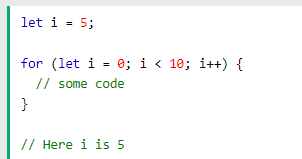 let i = 5;
for (let i = 0; i < 10; i++) {
  // some code
}
// Here i is 5